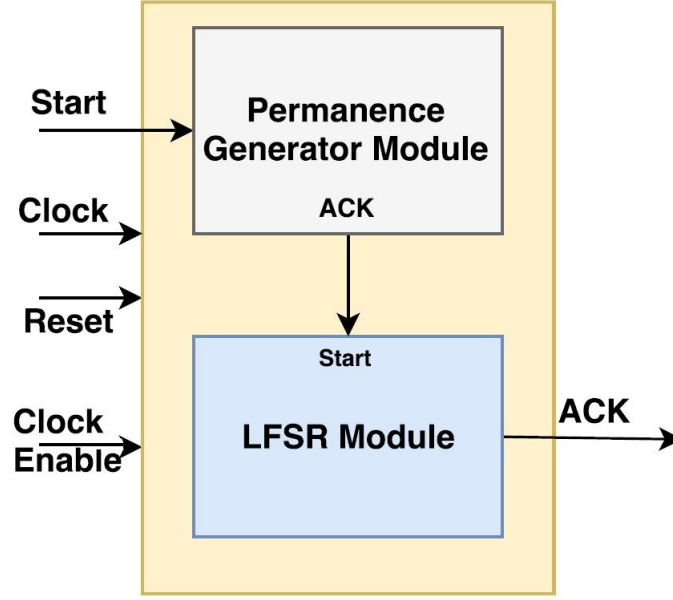 Start
Permanence
Generator Module
ACK
Clock
Reset
Start
Clock
Enable
LFSR Module
ACK